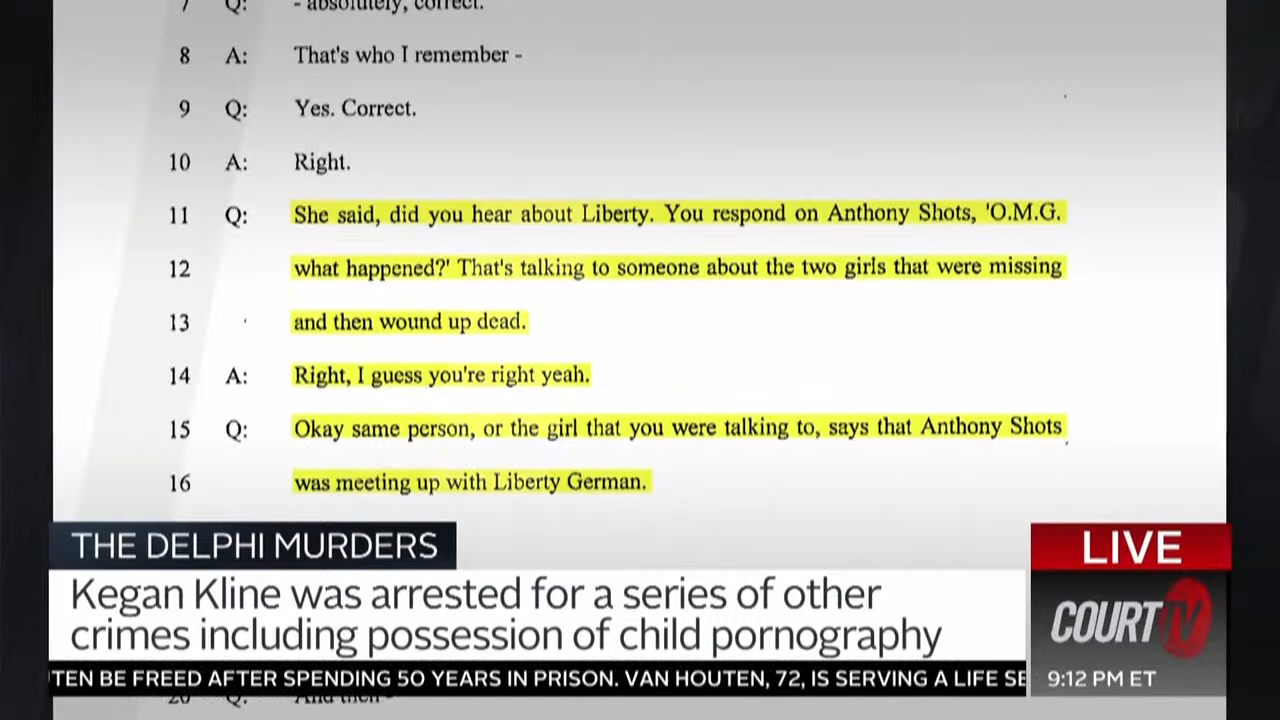 7 Q: - absolutely, correct.
8 A: That's who I remember -
9 Q: Yes. Correct.
10 A: Right.
11 Q: She said, did you hear about Liberty. You respond on Anthony Shots, 'O.M.G.
12 what happened?' That's talking to someone about the two girls that were missing
13 and then wound up dead.
14 A: Right, I guess you're right yeah.
15 Q: Okay same person, or the girl that you were talking to, says that Anthony Shots
16 was meeting up with Liberty German.
THE DELPHI MURDERS
Kegan Kline was arrested for a series of other
crimes including possession of child pornography
LIVE
COURT TV
9:12 PM ET
TEN BE FREED AFTER SPENDING 50 YEARS IN PRISON. VAN HOUTEN, 72, IS SERVING A LIFE SE
20 Q: And then -